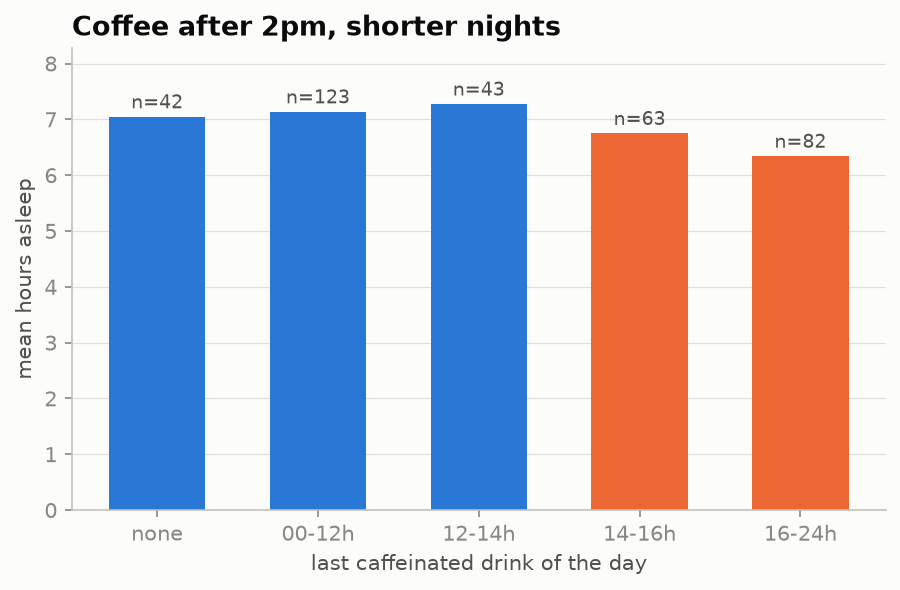 Coffee after 2pm, shorter nights
mean hours asleep
8
7
6
5
4
3
2
1
0
n=42
n=123
n=43
n=63
n=82
none
00-12h
12-14h
14-16h
16-24h
last caffeinated drink of the day